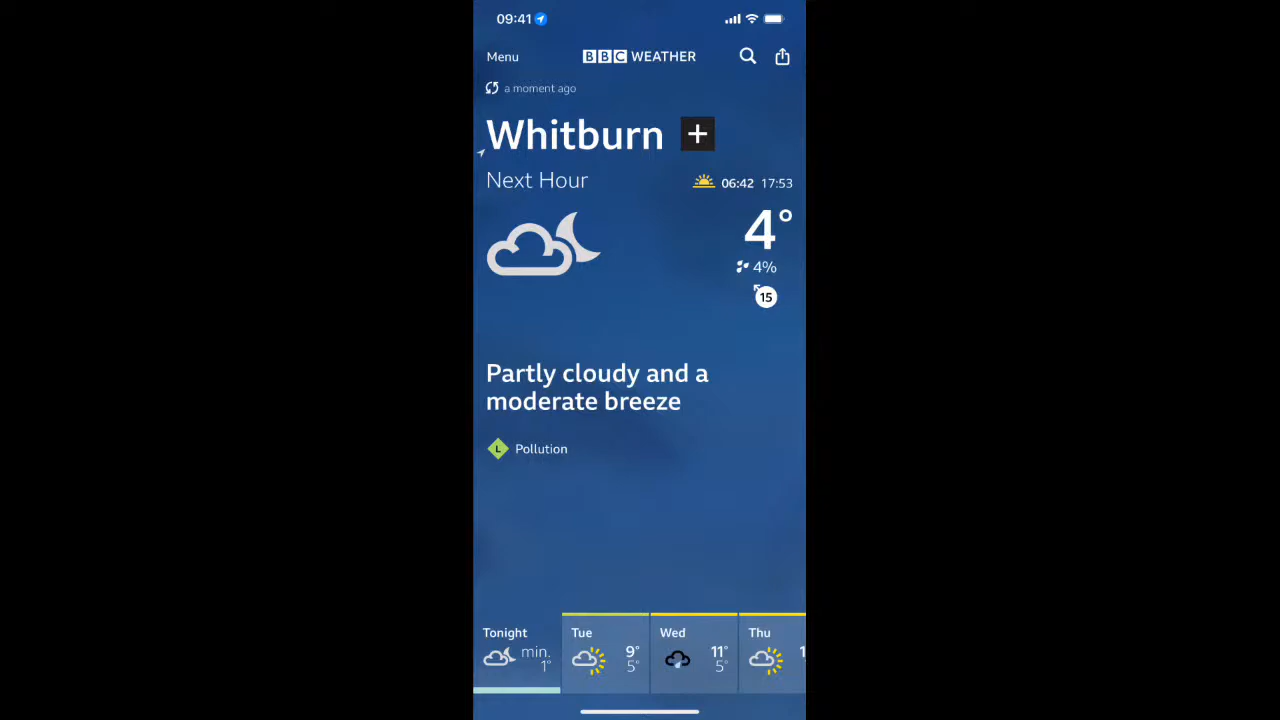 09:41
Menu
BBC WEATHER
a moment ago
Whitburn +
Next Hour
06:42 17:53
4°
4%
15
Partly cloudy and a
moderate breeze
L Pollution
Tonight
min.
1°
Tue
9°
5°
Wed
11°
5°
Thu
1